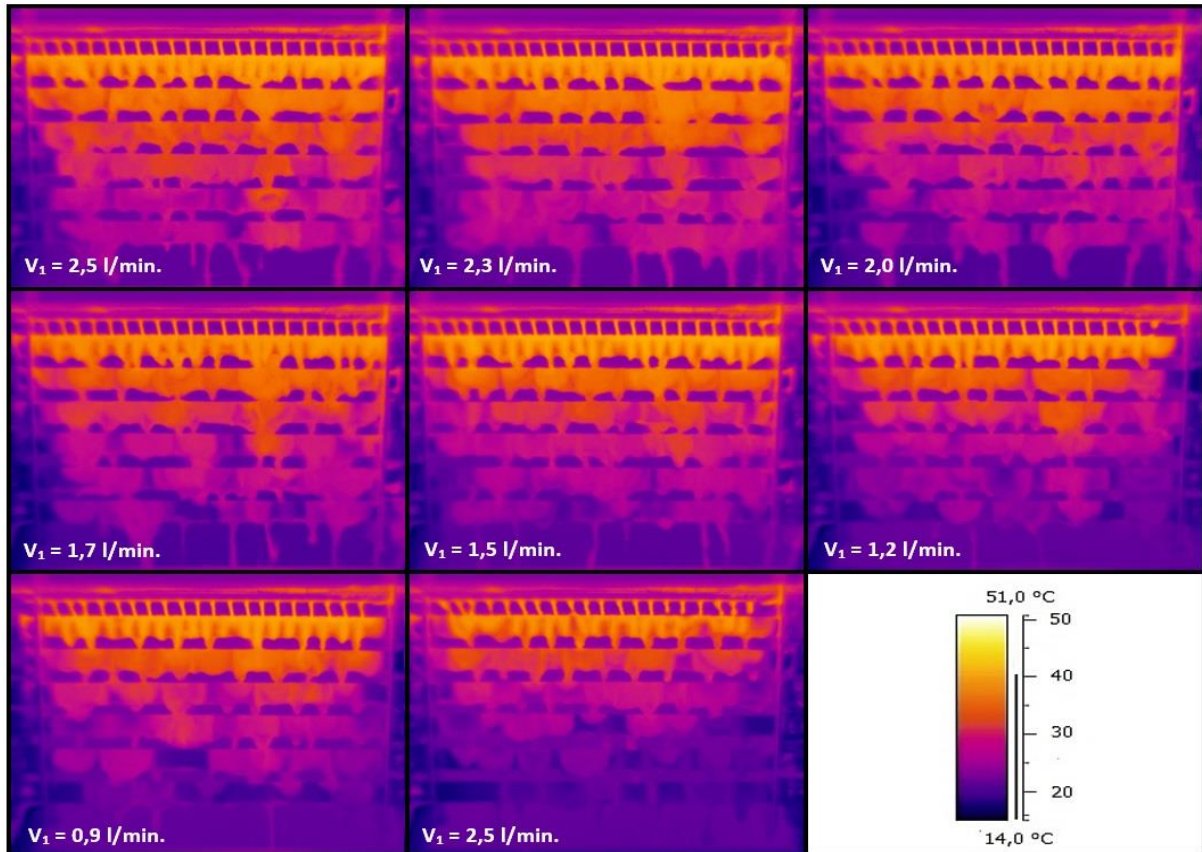 V₁ = 2,5 l/min.
V₁ = 2,3 l/min.
V₁ = 2,0 l/min.
V₁ = 1,7 l/min.
V₁ = 1,5 l/min.
V₁ = 1,2 l/min.
V₁ = 0,9 l/min.
V₁ = 2,5 l/min.
51,0 °C
50
40
30
20
14,0 °C